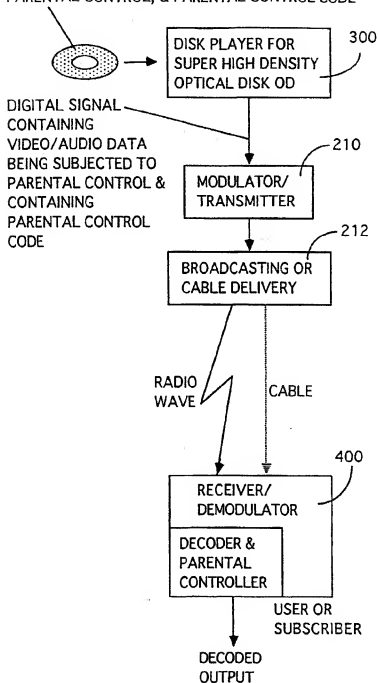 PARENTAL CONTROL, & PARENTAL CONTROL CODE
DISK PLAYER FOR
SUPER HIGH DENSITY
OPTICAL DISK OD
300
DIGITAL SIGNAL
CONTAINING
VIDEO/AUDIO DATA
BEING SUBJECTED TO
PARENTAL CONTROL &
CONTAINING
PARENTAL CONTROL
CODE
210
MODULATOR/
TRANSMITTER
212
BROADCASTING OR
CABLE DELIVERY
RADIO
WAVE
CABLE
400
RECEIVER/
DEMODULATOR
DECODER &
PARENTAL
CONTROLLER
USER OR
SUBSCRIBER
DECODED
OUTPUT